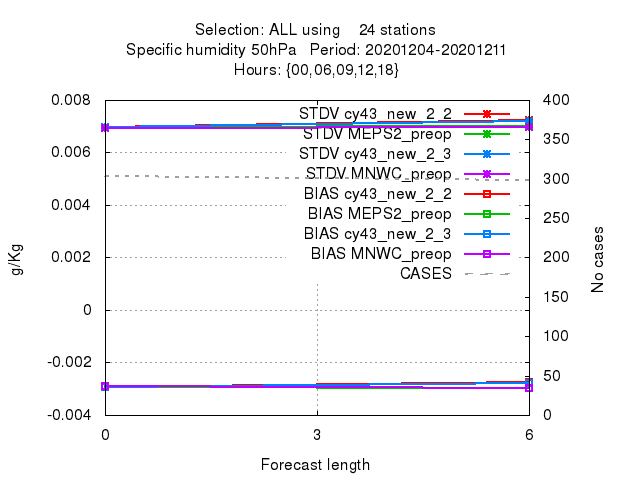 Selection: ALL using 24 stations
Specific humidity 50hPa Period: 20201204-20201211
Hours: {00,06,09,12,18}
0.008
0.006
0.004
0.002
0
-0.002
-0.004
g/Kg
STDV cy43_new_2_2
STDV MEPS2_preop
STDV cy43_new_2_3
STDV MNWC_preop
BIAS cy43_new_2_2
BIAS MEPS2_preop
BIAS cy43_new_2_3
BIAS MNWC_preop
CASES
400
350
300
250
200
150
100
50
0
No cases
0 3 6
Forecast length